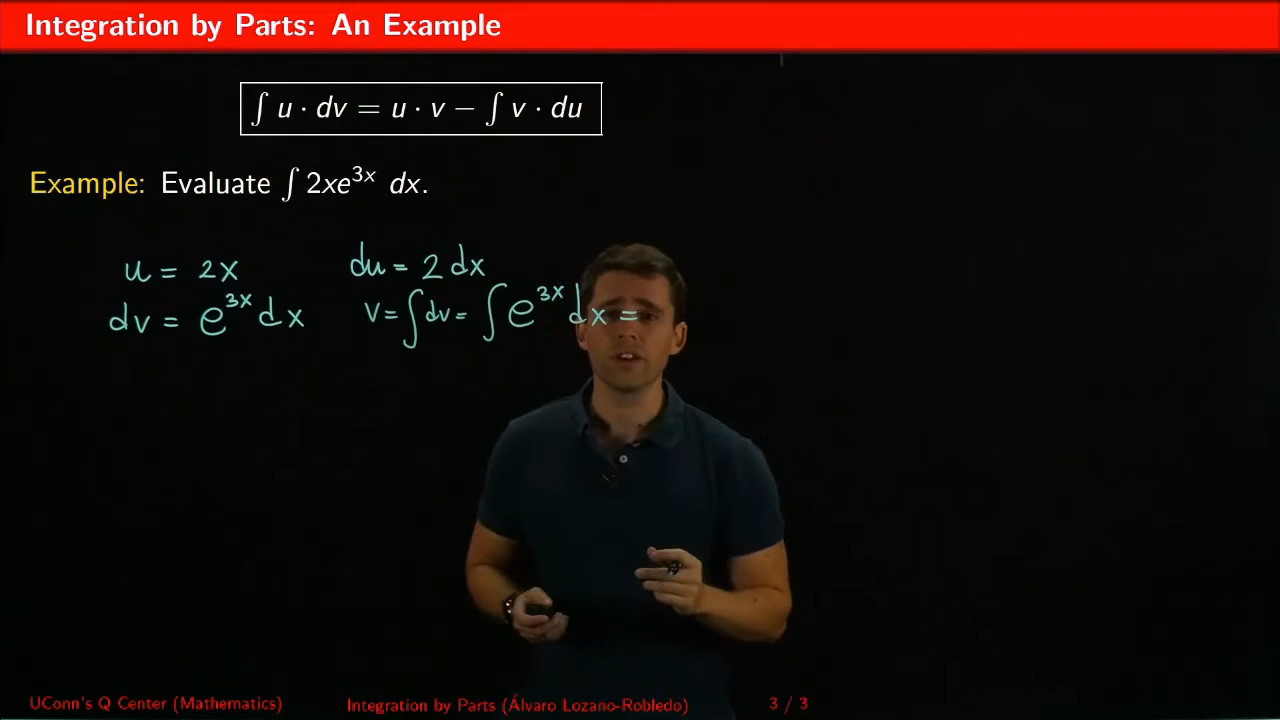 Integration by Parts: An Example
∫ u · dv = u · v − ∫ v · du
Example: Evaluate ∫ 2xe^{3x} dx.
u = 2x du = 2 dx
dv = e^{3x} dx v = ∫ dv = ∫ e^{3x} dx =
UConn's Q Center (Mathematics) Integration by Parts (Álvaro Lozano-Robledo) 3 / 3